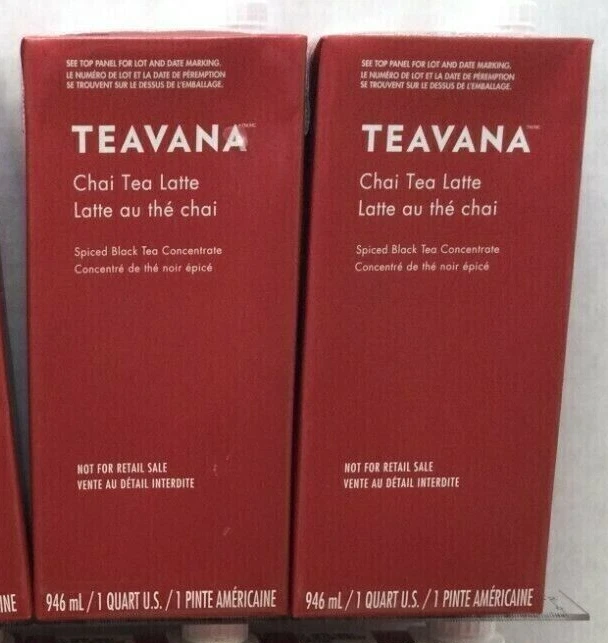 SEE TOP PANEL FOR LOT AND DATE MARKING.
LE NUMÉRO DE LOT ET LA DATE DE PÉREMPTION
SE TROUVENT SUR LE DESSUS DE L'EMBALLAGE.
TEAVANA
Chai Tea Latte
Latte au thé chai
Spiced Black Tea Concentrate
Concentré de thé noir épicé
NOT FOR RETAIL SALE
VENTE AU DÉTAIL INTERDITE
946 mL / 1 QUART U.S. / 1 PINTE AMÉRICAINE
SEE TOP PANEL FOR LOT AND DATE MARKING.
LE NUMÉRO DE LOT ET LA DATE DE PÉREMPTION
SE TROUVENT SUR LE DESSUS DE L'EMBALLAGE.
TEAVANA
Chai Tea Latte
Latte au thé chai
Spiced Black Tea Concentrate
Concentré de thé noir épicé
NOT FOR RETAIL SALE
VENTE AU DÉTAIL INTERDITE
946 mL / 1 QUART U.S. / 1 PINTE AMÉRICAINE
INE